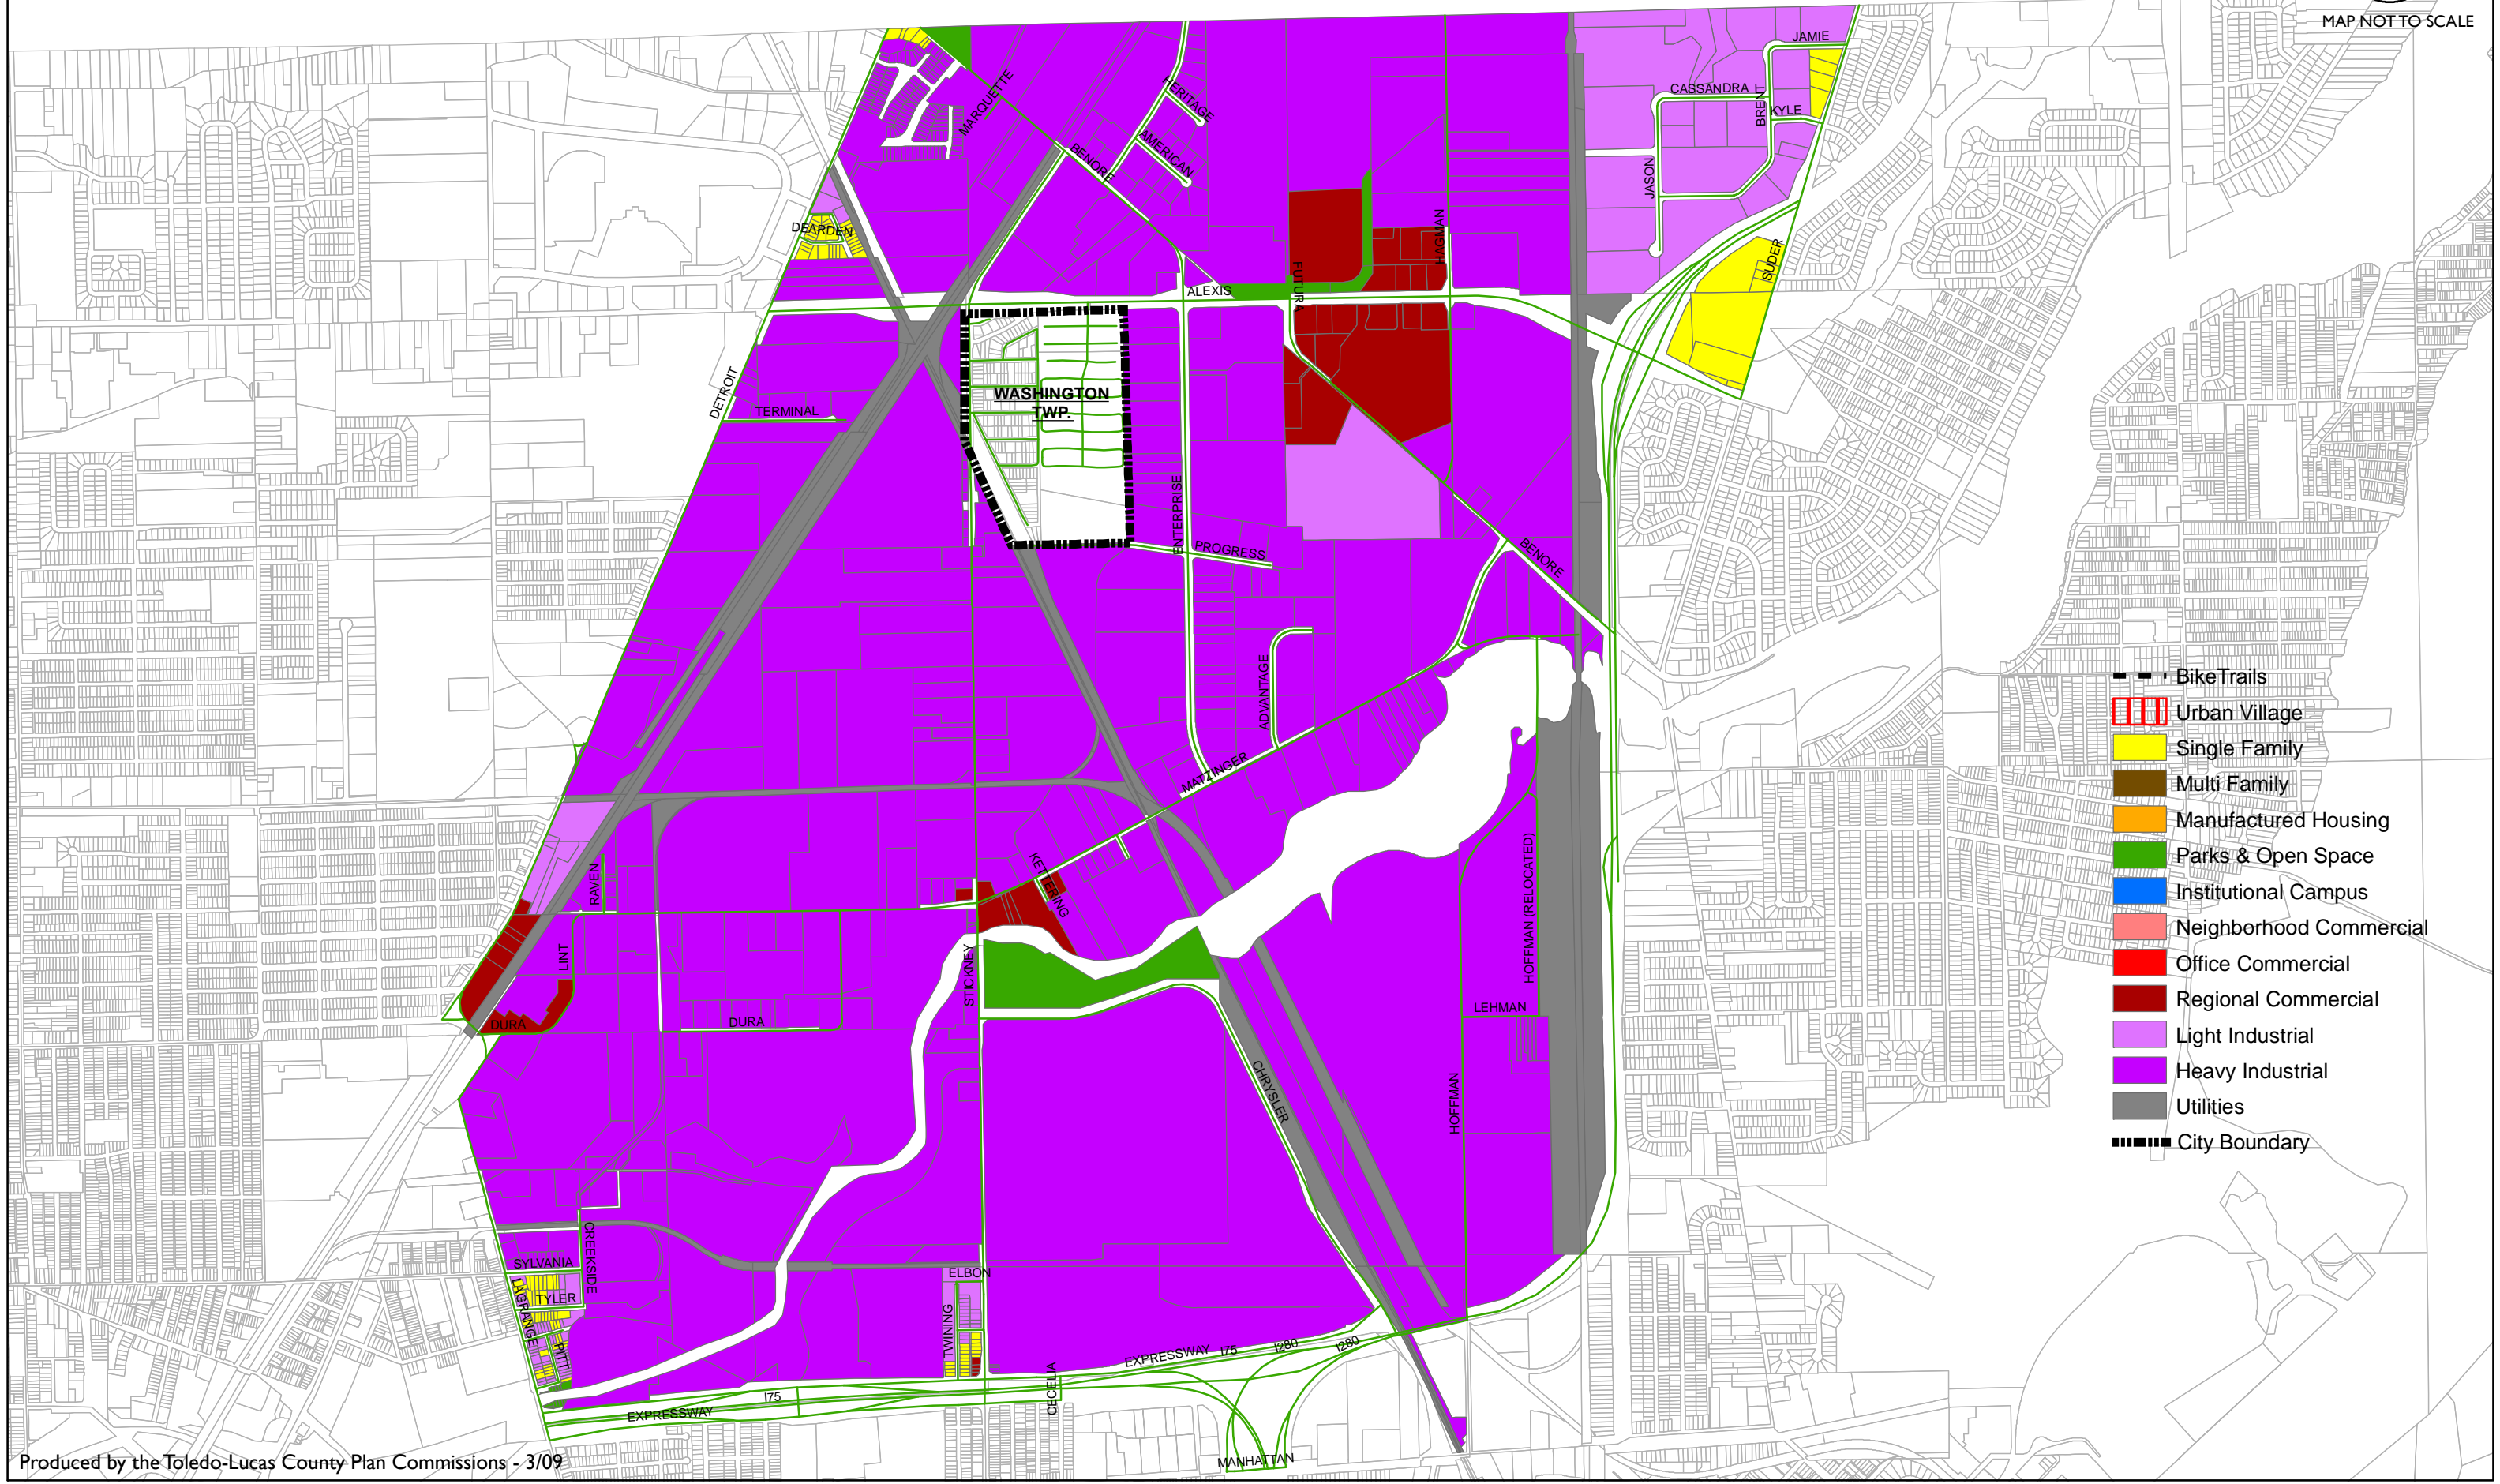 MAP NOT TO SCALE
JAMIE
CASSANDRA
BRENT
KYLE
JASON
MARQUETTE
HERITAGE
AMERICAN
BENORE
DEARDEN
HAGMAN
SUDER
FUTURA
ALEXIS
DETROIT
TERMINAL
WASHINGTON
TWP.
ENTERPRISE
PROGRESS
BENORE
ADVANTAGE
MATZINGER
KETTERING
RAVEN
LINT
STICKNEY
HOFFMAN (RELOCATED)
DURA
DURA
LEHMAN
CHRYSLER
HOFFMAN
CREEKSIDE
SYLVANIA
LAGRANGE
TYLER
PITT
ELBON
TWINING
CECELIA
EXPRESSWAY
I75
I280
I280
I75
EXPRESSWAY
MANHATTAN
BikeTrails
Urban Village
Single Family
Multi Family
Manufactured Housing
Parks & Open Space
Institutional Campus
Neighborhood Commercial
Office Commercial
Regional Commercial
Light Industrial
Heavy Industrial
Utilities
City Boundary
Produced by the Toledo-Lucas County Plan Commissions - 3/09